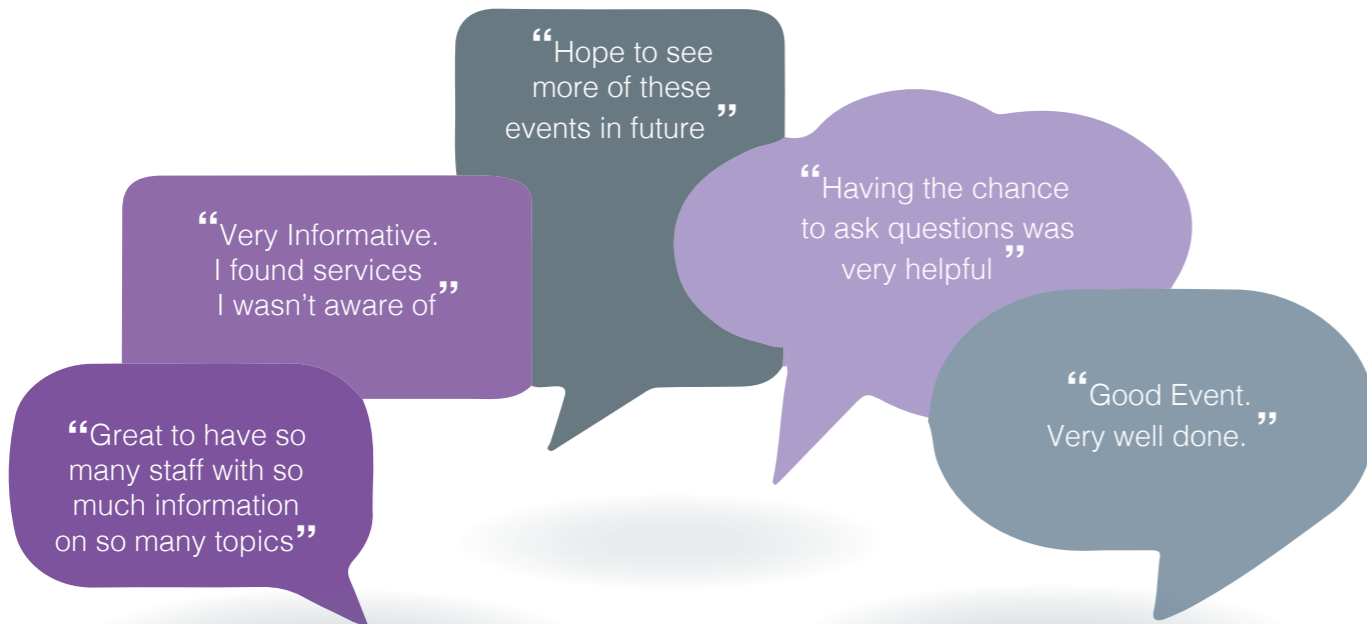 “Hope to see
more of these
events in future”
“Having the chance
to ask questions was
very helpful”
“Very Informative.
I found services
I wasn’t aware of”
“Good Event.
Very well done.”
“Great to have so
many staff with so
much information
on so many topics”